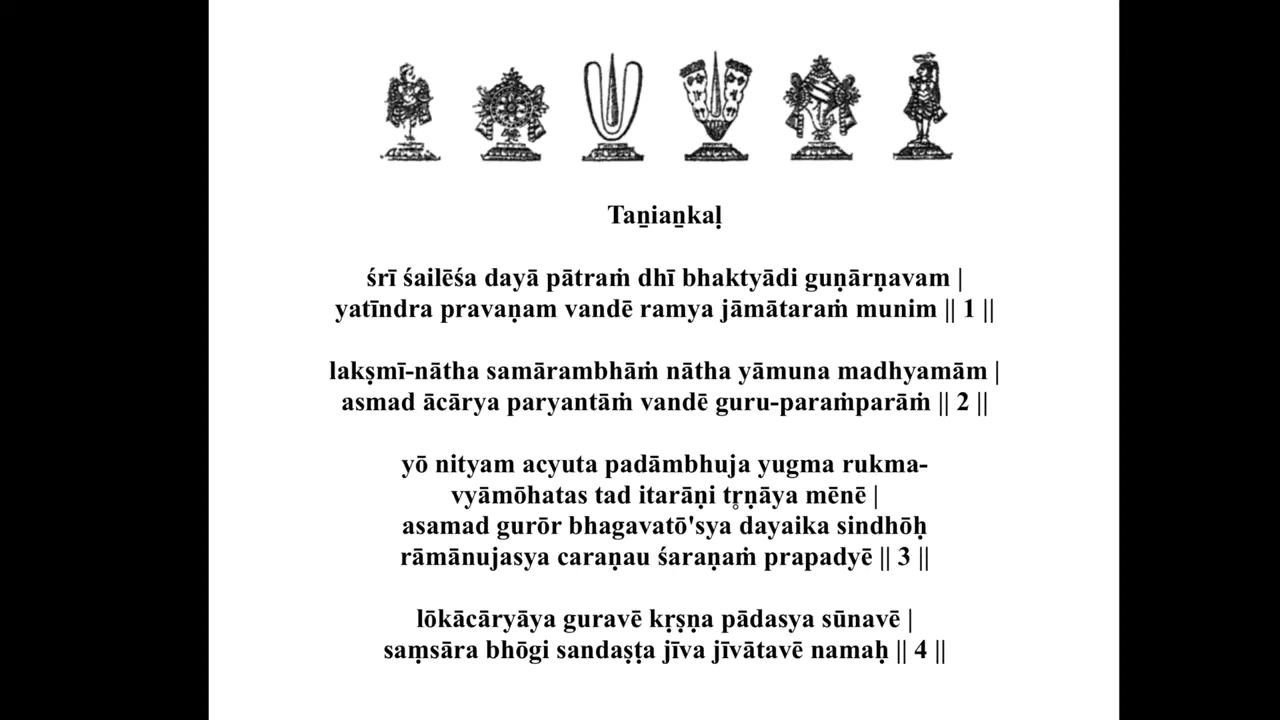 Taṉiaṉkaḷ
śrī śailēśa dayā pātraṁ dhī bhaktyādi guṇārṇavam |
yatīndra pravaṇam vandē ramya jāmātaraṁ munim || 1 ||
lakṣmī-nātha samārambhāṁ nātha yāmuna madhyamām |
asmad ācārya paryantāṁ vandē guru-paraṁparāṁ || 2 ||
yō nityam acyuta padāmbhuja yugma rukma-
vyāmōhatas tad itarāṇi tr̥ṇāya mēnē |
asamad gurōr bhagavatō'sya dayaika sindhōḥ
rāmānujasya caraṇau śaraṇaṁ prapadyē || 3 ||
lōkācāryāya guravē kṛṣṇa pādasya sūnavē |
saṃsāra bhōgi sandaṣṭa jīva jīvātavē namaḥ || 4 ||